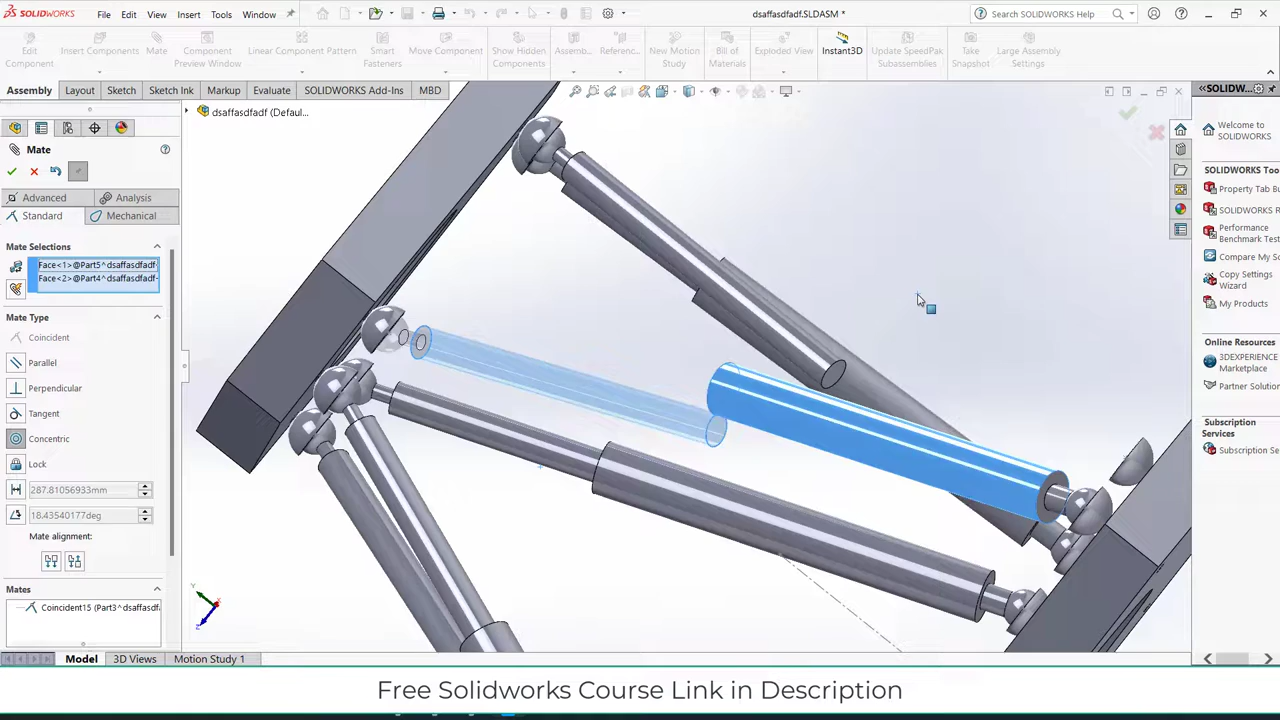 SOLIDWORKS File Edit View Insert Tools Window dsaffasdfadf.SLDASM * Search SOLIDWORKS Help
Edit Component
Insert Components
Mate
Component Preview Window
Linear Component Pattern
Smart Fasteners
Move Component
Show Hidden Components
Assemb...
Referenc...
New Motion Study
Bill of Materials
Exploded View
Instant3D
Update SpeedPak Subassemblies
Take Snapshot
Large Assembly Settings
Assembly Layout Sketch Sketch Ink Markup Evaluate SOLIDWORKS Add-Ins MBD
SOLIDW...
dsaffasdfadf (Defaul...
Mate
Advanced Analysis
Standard Mechanical
Mate Selections
Face<1>@Part5^dsaffasdfadf-
Face<2>@Part4^dsaffasdfadf-
Mate Type
Coincident
Parallel
Perpendicular
Tangent
Concentric
Lock
287.81056933mm
18.43540177deg
Mate alignment:
Mates
Coincident15 (Part3^dsaffasdfa
Welcome to
SOLIDWORKS
SOLIDWORKS Too
Property Tab Bu
SOLIDWORKS R
Performance
Benchmark Test
Compare My So
Copy Settings
Wizard
My Products
Online Resources
3DEXPERIENCE
Marketplace
Partner Solution
Subscription
Services
Subscription Se
Model 3D Views Motion Study 1
Free Solidworks Course Link in Description